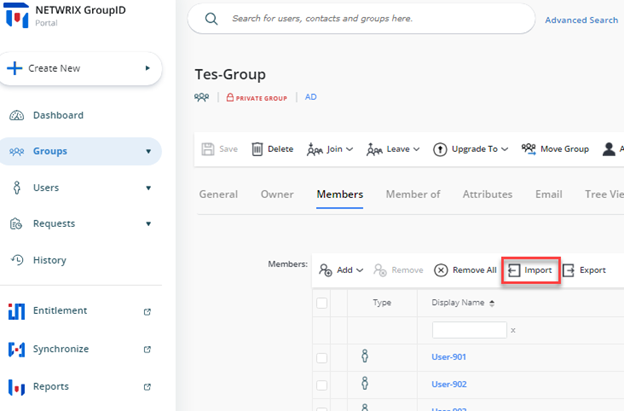 NETWRIX GroupID
Portal
Search for users, contacts and groups here.
Advanced Search
Create New
Tes-Group
PRIVATE GROUP
AD
Dashboard
Groups
Users
Requests
History
Entitlement
Synchronize
Reports
Save
Delete
Join
Leave
Upgrade To
Move Group
General
Owner
Members
Member of
Attributes
Email
Tree Vie
Members:
Add
Remove
Remove All
Import
Export
Type
Display Name
x
User-901
User-902